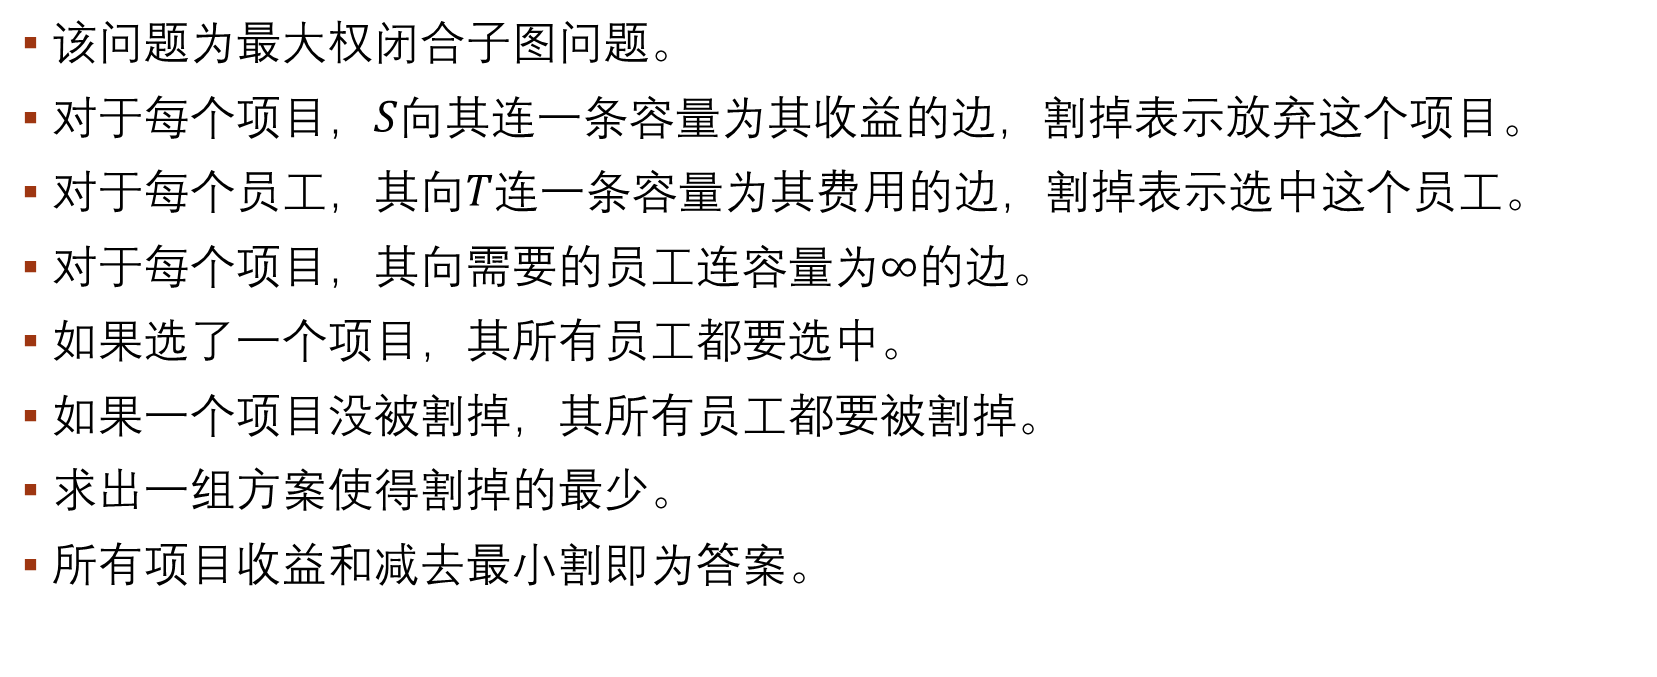 ▪ 该问题为最大权闭合子图问题。
▪ 对于每个项目，S向其连一条容量为其收益的边，割掉表示放弃这个项目。
▪ 对于每个员工，其向T连一条容量为其费用的边，割掉表示选中这个员工。
▪ 对于每个项目，其向需要的员工连容量为∞的边。
▪ 如果选了一个项目，其所有员工都要选中。
▪ 如果一个项目没被割掉，其所有员工都要被割掉。
▪ 求出一组方案使得割掉的最少。
▪ 所有项目收益和减去最小割即为答案。